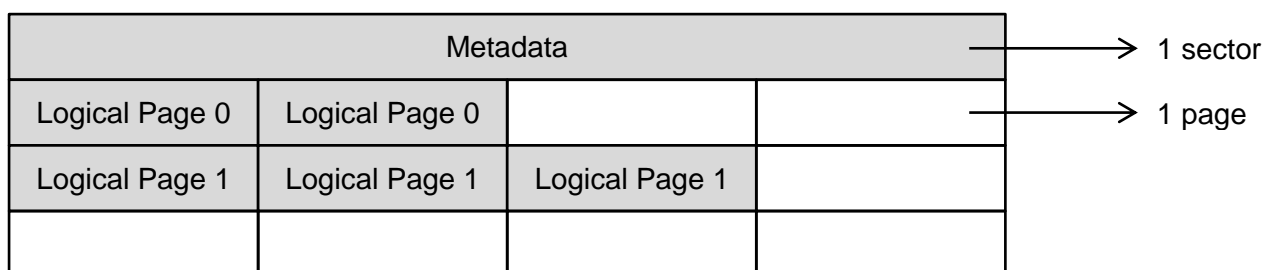 Metadata
1 sector
Logical Page 0 Logical Page 0
1 page
Logical Page 1 Logical Page 1 Logical Page 1